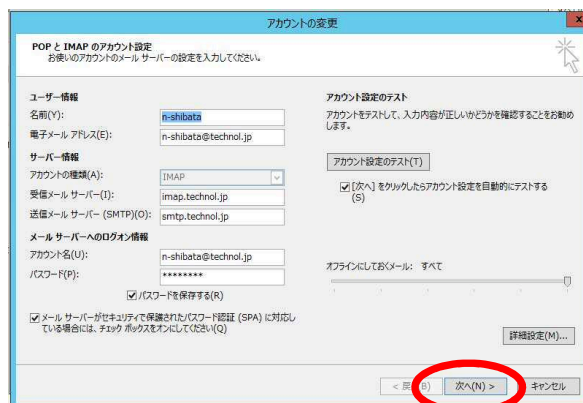 アカウントの変更
x
POP と IMAP のアカウント設定
お使いのアカウントのメール サーバーの設定を入力してください。
ユーザー情報
名前(Y):
n-shibata
電子メール アドレス(E):
n-shibata@technol.jp
サーバー情報
アカウントの種類(A):
IMAP
受信メール サーバー(I):
imap.technol.jp
送信メール サーバー (SMTP)(O):
smtp.technol.jp
メール サーバーへのログオン情報
アカウント名(U):
n-shibata@technol.jp
パスワード(P):
********
パスワードを保存する(R)
メール サーバーがセキュリティで保護されたパスワード認証 (SPA) に対応
している場合には、チェック ボックスをオンにしてください(Q)
アカウント設定のテスト
アカウントをテストして、入力内容が正しいかどうかを確認することをお勧め
します。
アカウント設定のテスト(T)
[次へ] をクリックしたらアカウント設定を自動的にテストする
(S)
オフラインにしておくメール: すべて
詳細設定(M)...
< 戻 B)
次へ(N) >
キャンセル